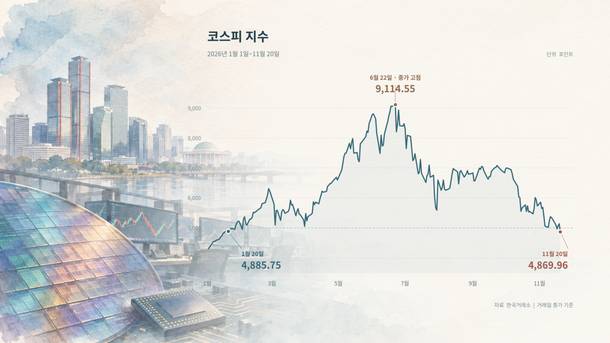 코스피 지수
2026년 1월 1일–11월 20일
단위 포인트
6월 22일 · 종가 고점
9,114.55
9,000
8,000
6,000
1월 20일
4,885.75
11월 20일
4,869.96
1월
3월
5월
7월
9월
11월
자료 한국거래소 | 거래일 종가 기준